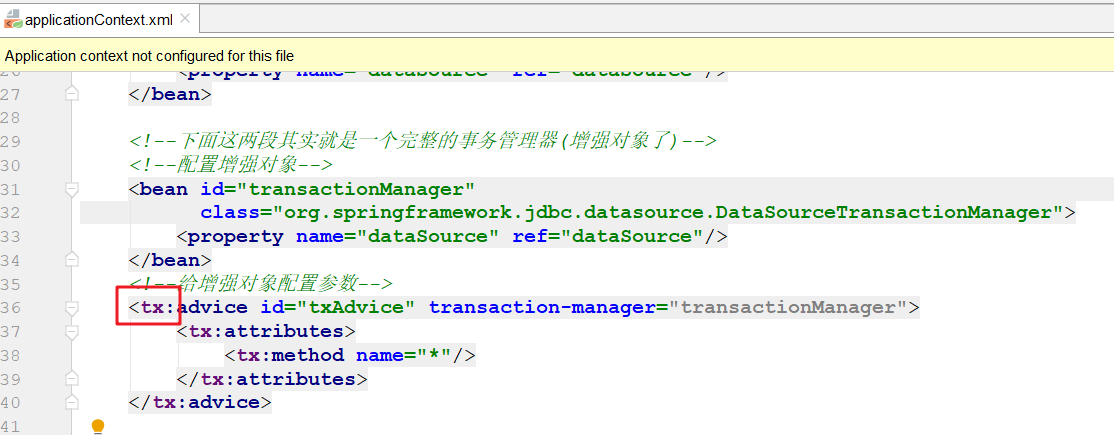 applicationContext.xml
Application context not configured for this file
26 <property name="dataSource" ref="dataSource"/>
27 </bean>
28
29 <!--下面这两段其实就是一个完整的事务管理器(增强对象了)-->
30 <!--配置增强对象-->
31 <bean id="transactionManager"
32 class="org.springframework.jdbc.datasource.DataSourceTransactionManager">
33 <property name="dataSource" ref="dataSource"/>
34 </bean>
35 <!--给增强对象配置参数-->
36 <tx:advice id="txAdvice" transaction-manager="transactionManager">
37 <tx:attributes>
38 <tx:method name="*"/>
39 </tx:attributes>
40 </tx:advice>
41